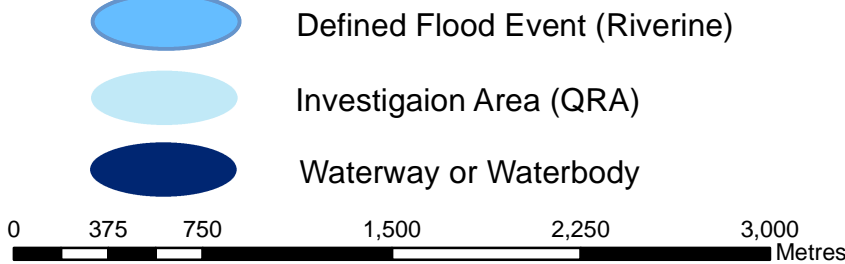 Defined Flood Event (Riverine)
Investigaion Area (QRA)
Waterway or Waterbody
0 375 750 1,500 2,250 3,000
Metres